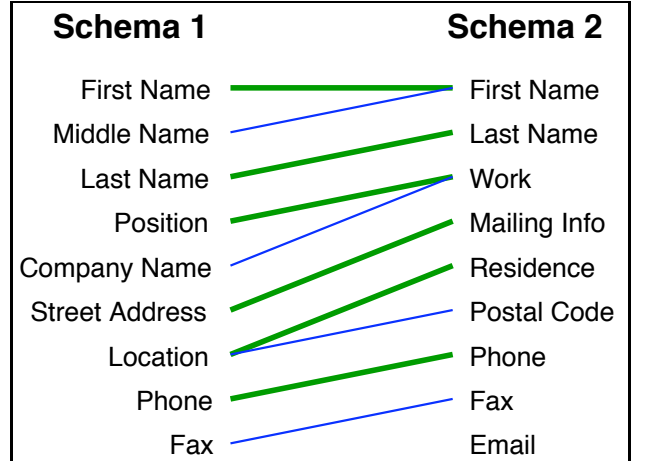 Schema 1 Schema 2
First Name First Name
Middle Name Last Name
Last Name Work
Position Mailing Info
Company Name Residence
Street Address Postal Code
Location Phone
Phone Fax
Fax Email